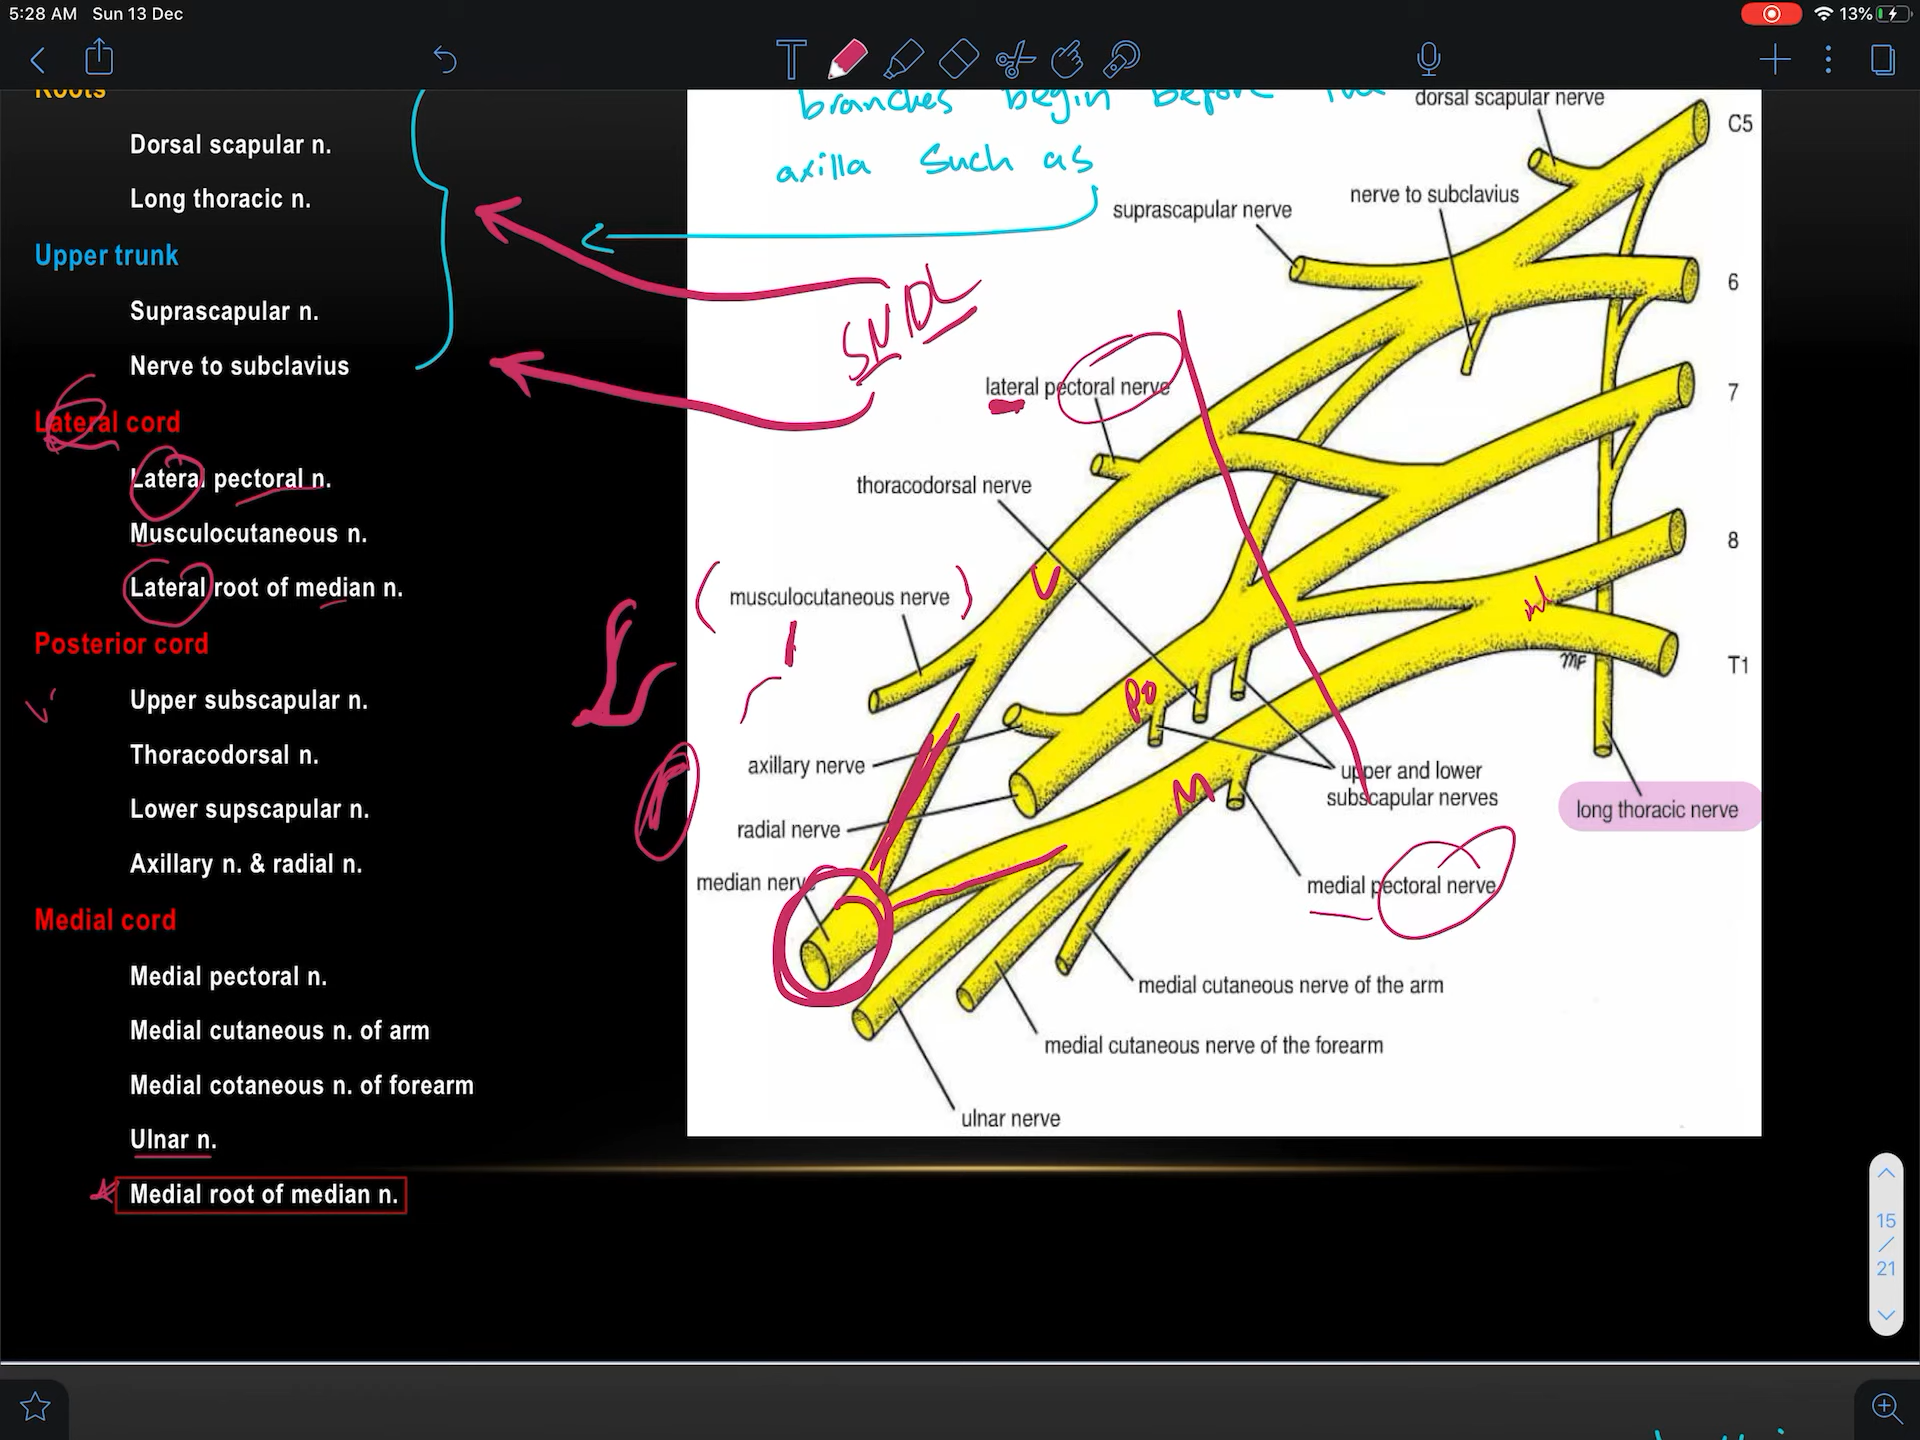 5:28 AM Sun 13 Dec
13%
Roots
Dorsal scapular n.
Long thoracic n.
Upper trunk
Suprascapular n.
Nerve to subclavius
Lateral cord
Lateral pectoral n.
Musculocutaneous n.
Lateral root of median n.
Posterior cord
Upper subscapular n.
Thoracodorsal n.
Lower supscapular n.
Axillary n. & radial n.
Medial cord
Medial pectoral n.
Medial cutaneous n. of arm
Medial cotaneous n. of forearm
Ulnar n.
Medial root of median n.
branches begin before the
axilla such as
SNDL
dorsal scapular nerve
C5
nerve to subclavius
suprascapular nerve
6
lateral pectoral nerve
7
thoracodorsal nerve
8
musculocutaneous nerve
L
MF
T1
Po
axillary nerve
upper and lower
subscapular nerves
M
long thoracic nerve
radial nerve
median nerve
medial pectoral nerve
medial cutaneous nerve of the arm
medial cutaneous nerve of the forearm
ulnar nerve
15
/
21